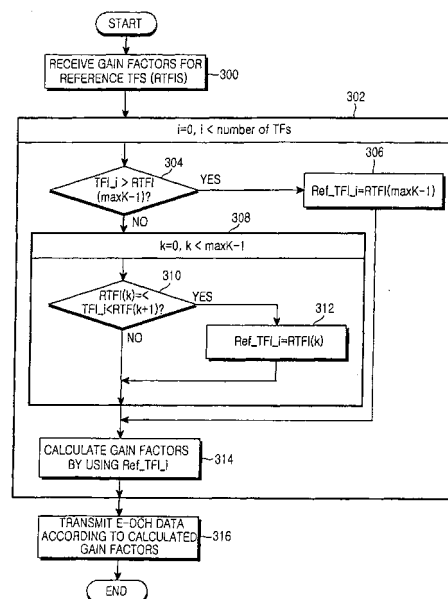 START
RECEIVE GAIN FACTORS FOR
REFERENCE TFS (RTFIS)
300
302
i=0, i < number of TFs
304
TFI_i > RTFI
(maxK-1)?
YES
306
Ref_TFI_i=RTFI(maxK-1)
NO
308
k=0, k < maxK-1
310
RTFI(k)=<
TFI_i<RTF(k+1)?
YES
312
Ref_TFI_i=RTFI(k)
NO
CALCULATE GAIN FACTORS
BY USING Ref_TFI_i
314
TRANSMIT E-DCH DATA
ACCORDING TO CALCULATED
GAIN FACTORS
316
END